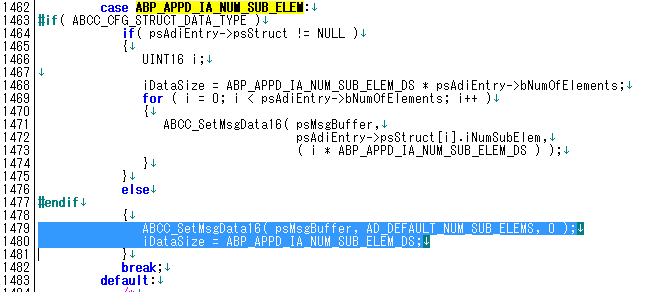 1462 case ABP_APPD_IA_NUM_SUB_ELEM:↓
1463 #if( ABCC_CFG_STRUCT_DATA_TYPE )↓
1464 if( psAdiEntry->psStruct != NULL )↓
1465 {↓
1466 UINT16 i;↓
1467 ↓
1468 iDataSize = ABP_APPD_IA_NUM_SUB_ELEM_DS * psAdiEntry->bNumOfElements;↓
1469 for ( i = 0; i < psAdiEntry->bNumOfElements; i++ )↓
1470 {↓
1471 ABCC_SetMsgData16( psMsgBuffer,↓
1472 psAdiEntry->psStruct[i].iNumSubElem,↓
1473 ( i * ABP_APPD_IA_NUM_SUB_ELEM_DS ) );↓
1474 }↓
1475 }↓
1476 else↓
1477 #endif↓
1478 {↓
1479 ABCC_SetMsgData16( psMsgBuffer, AD_DEFAULT_NUM_SUB_ELEMS, 0 );↓
1480 iDataSize = ABP_APPD_IA_NUM_SUB_ELEM_DS;↓
1481 }↓
1482 break;↓
1483 default:↓